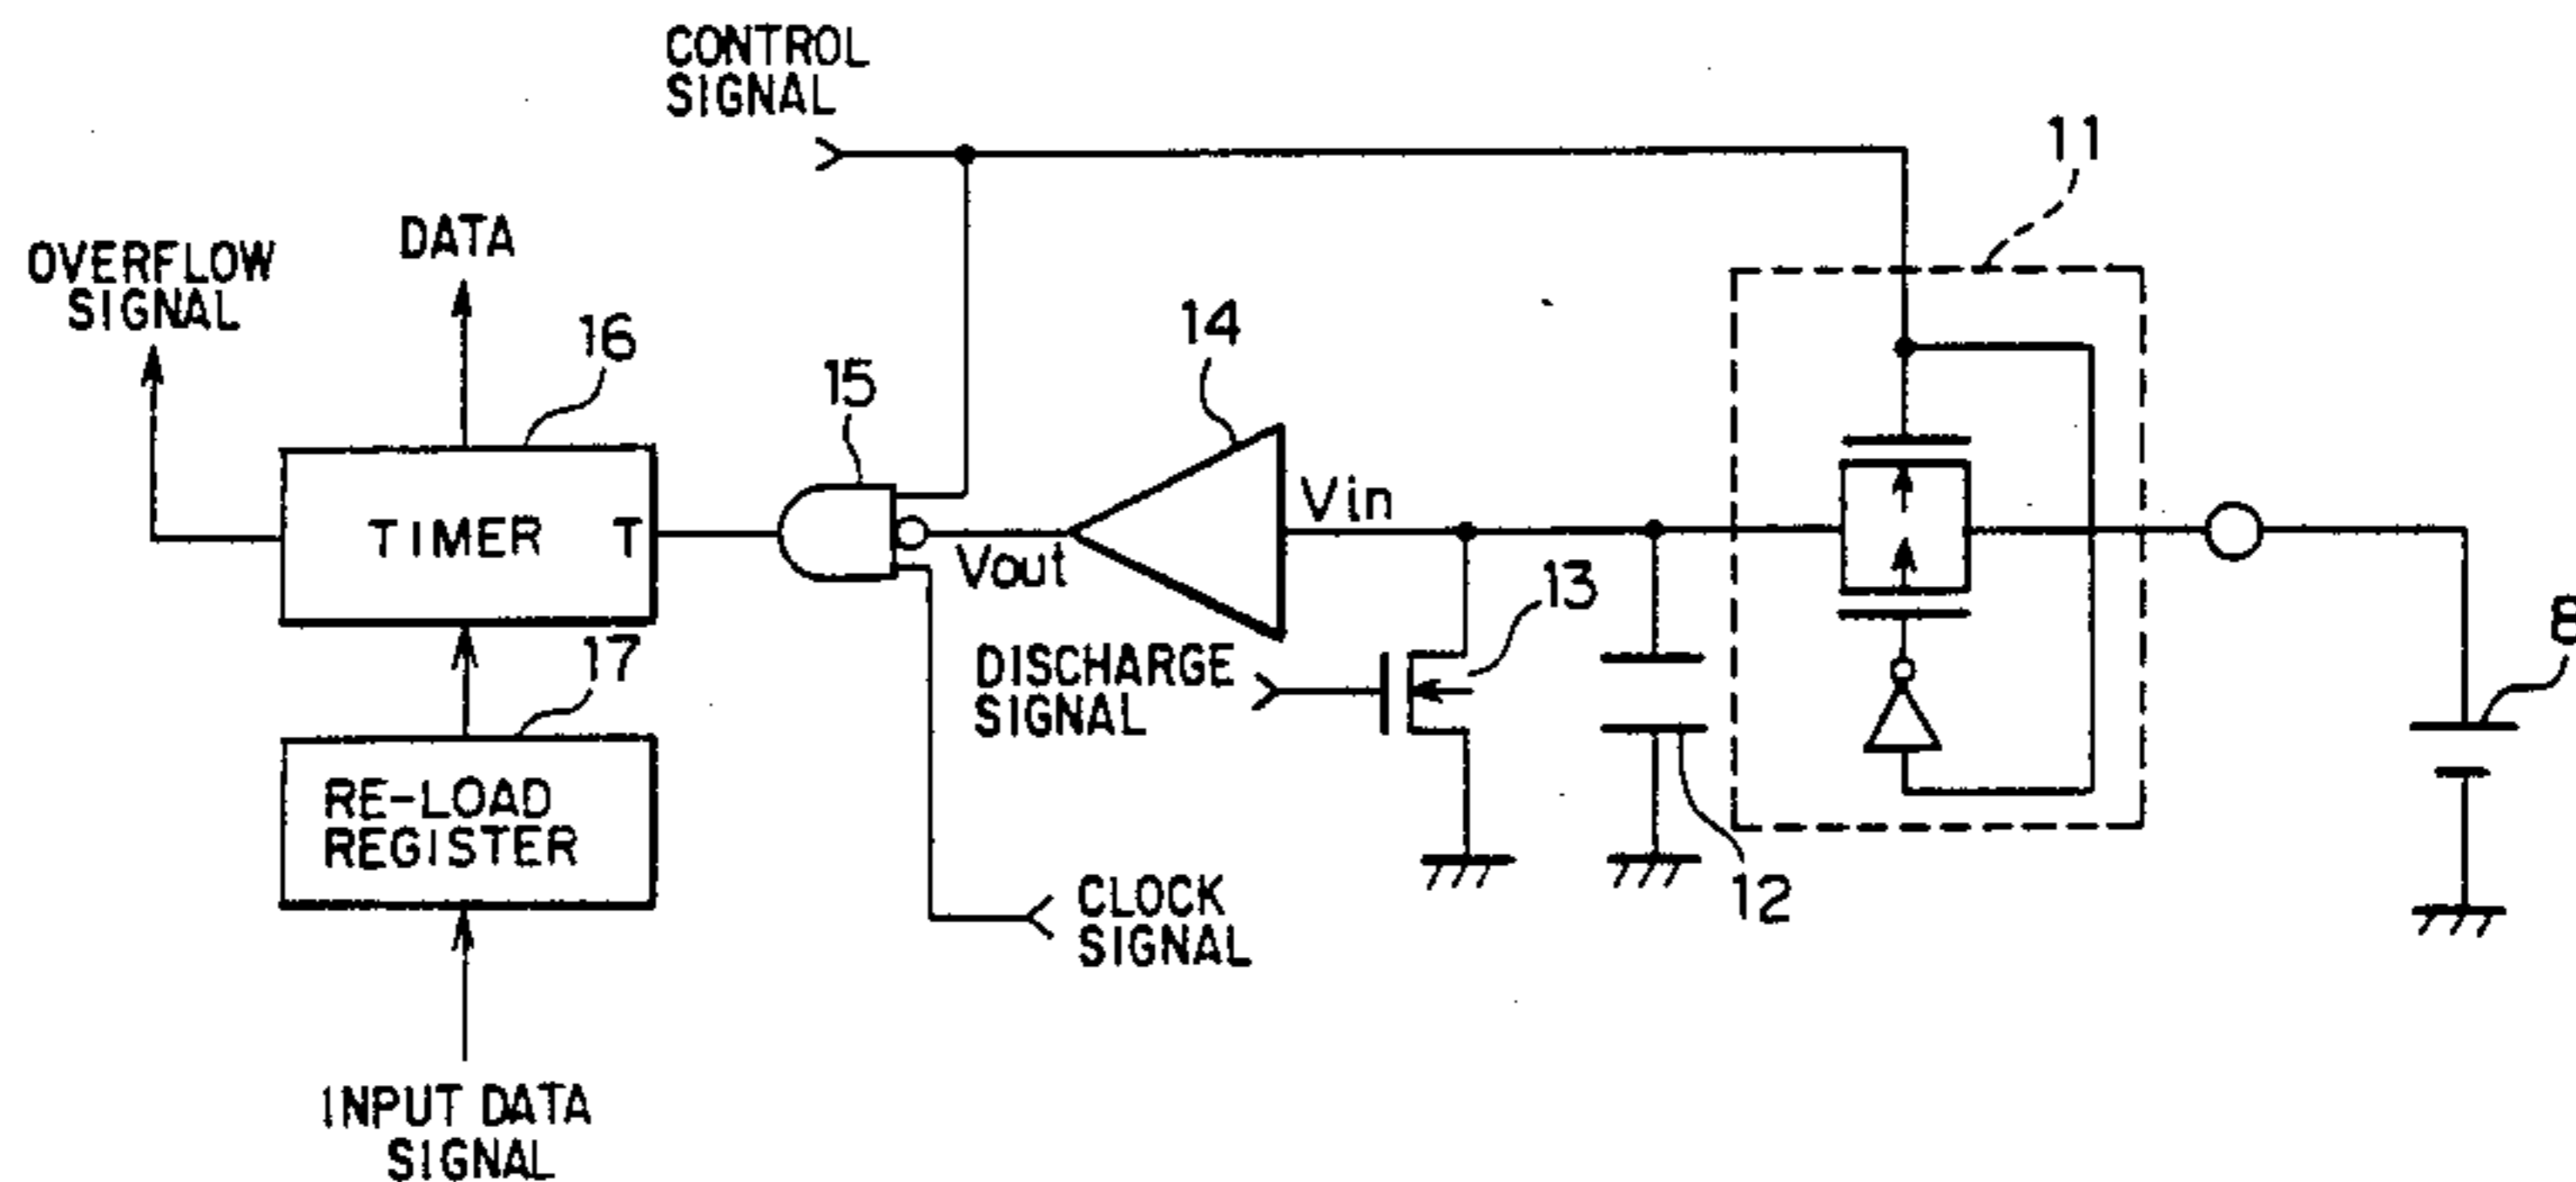 CONTROL
SIGNAL
11
OVERFLOW
SIGNAL
DATA
16
15
14
TIMER T
Vout
Vin
13
8
17
DISCHARGE
SIGNAL
RE-LOAD
REGISTER
12
CLOCK
SIGNAL
INPUT DATA
SIGNAL